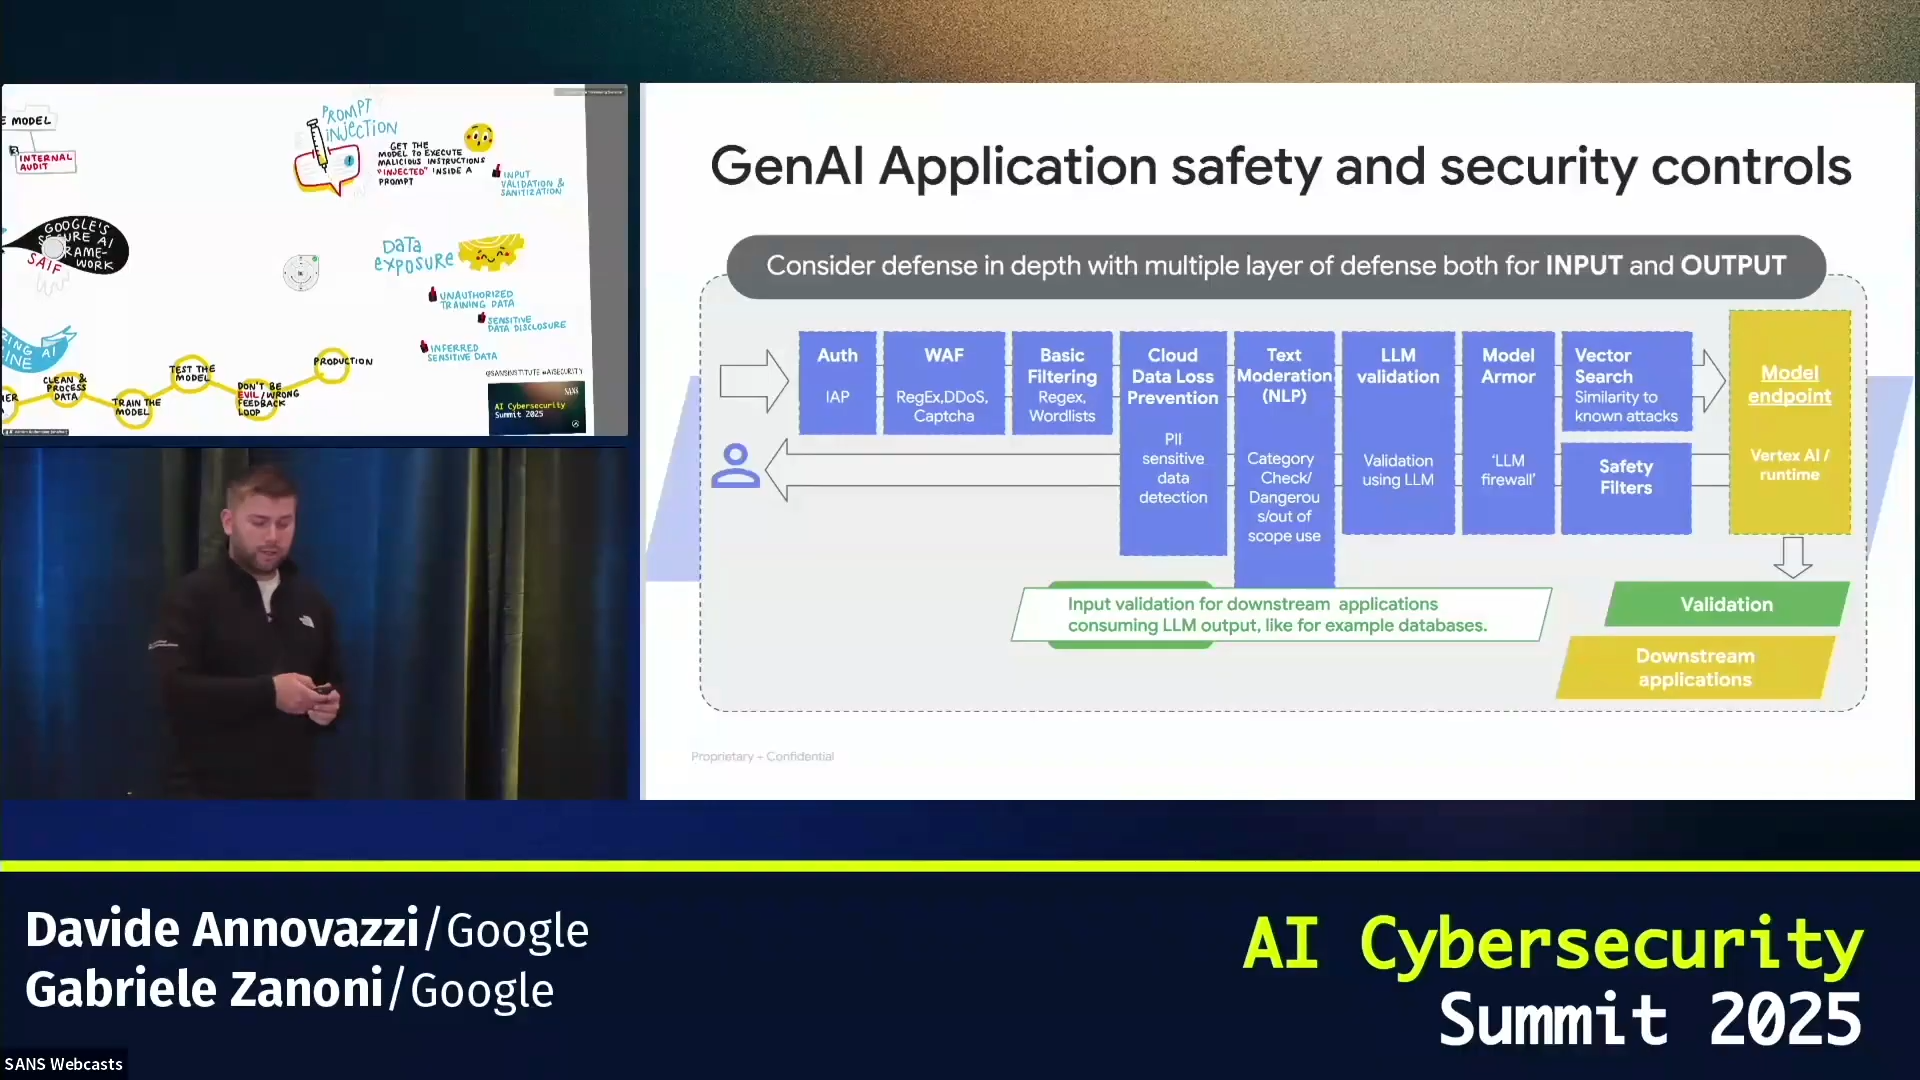 E MODEL
INTERNAL
AUDIT
PROMPT
INJECTION
GET THE
MODEL TO EXECUTE
MALICIOUS INSTRUCTIONS
"INJECTED" INSIDE A
PROMPT
INPUT
VALIDATION &
SANITIZATION
GOOGLE'S
SECURE AI
FRAME-
WORK
SAIF
DATA
EXPOSURE
UNAUTHORIZED
TRAINING DATA
SENSITIVE
DATA DISCLOSURE
INFERRED
SENSITIVE DATA
ING AI
LINE
CLEAN &
PROCESS
DATA
TRAIN THE
MODEL
TEST THE
MODEL
DON'T BE
EVIL/WRONG
FEEDBACK
LOOP
PRODUCTION
@SANSINSTITUTE #AISECURITY
SANS
AI Cybersecurity
Summit 2025
GenAI Application safety and security controls
Consider defense in depth with multiple layer of defense both for INPUT and OUTPUT
Auth
IAP
WAF
RegEx,DDoS,
Captcha
Basic
Filtering
Regex,
Wordlists
Cloud
Data Loss
Prevention
PII
sensitive
data
detection
Text
Moderation
(NLP)
Category
Check/
Dangerou
s/out of
scope use
LLM
validation
Validation
using LLM
Model
Armor
‘LLM
firewall’
Vector
Search
Similarity to
known attacks
Safety
Filters
Model
endpoint
Vertex AI /
runtime
Input validation for downstream applications
consuming LLM output, like for example databases.
Validation
Downstream
applications
Proprietary + Confidential
Davide Annovazzi/Google
Gabriele Zanoni/Google
AI Cybersecurity
Summit 2025
SANS Webcasts